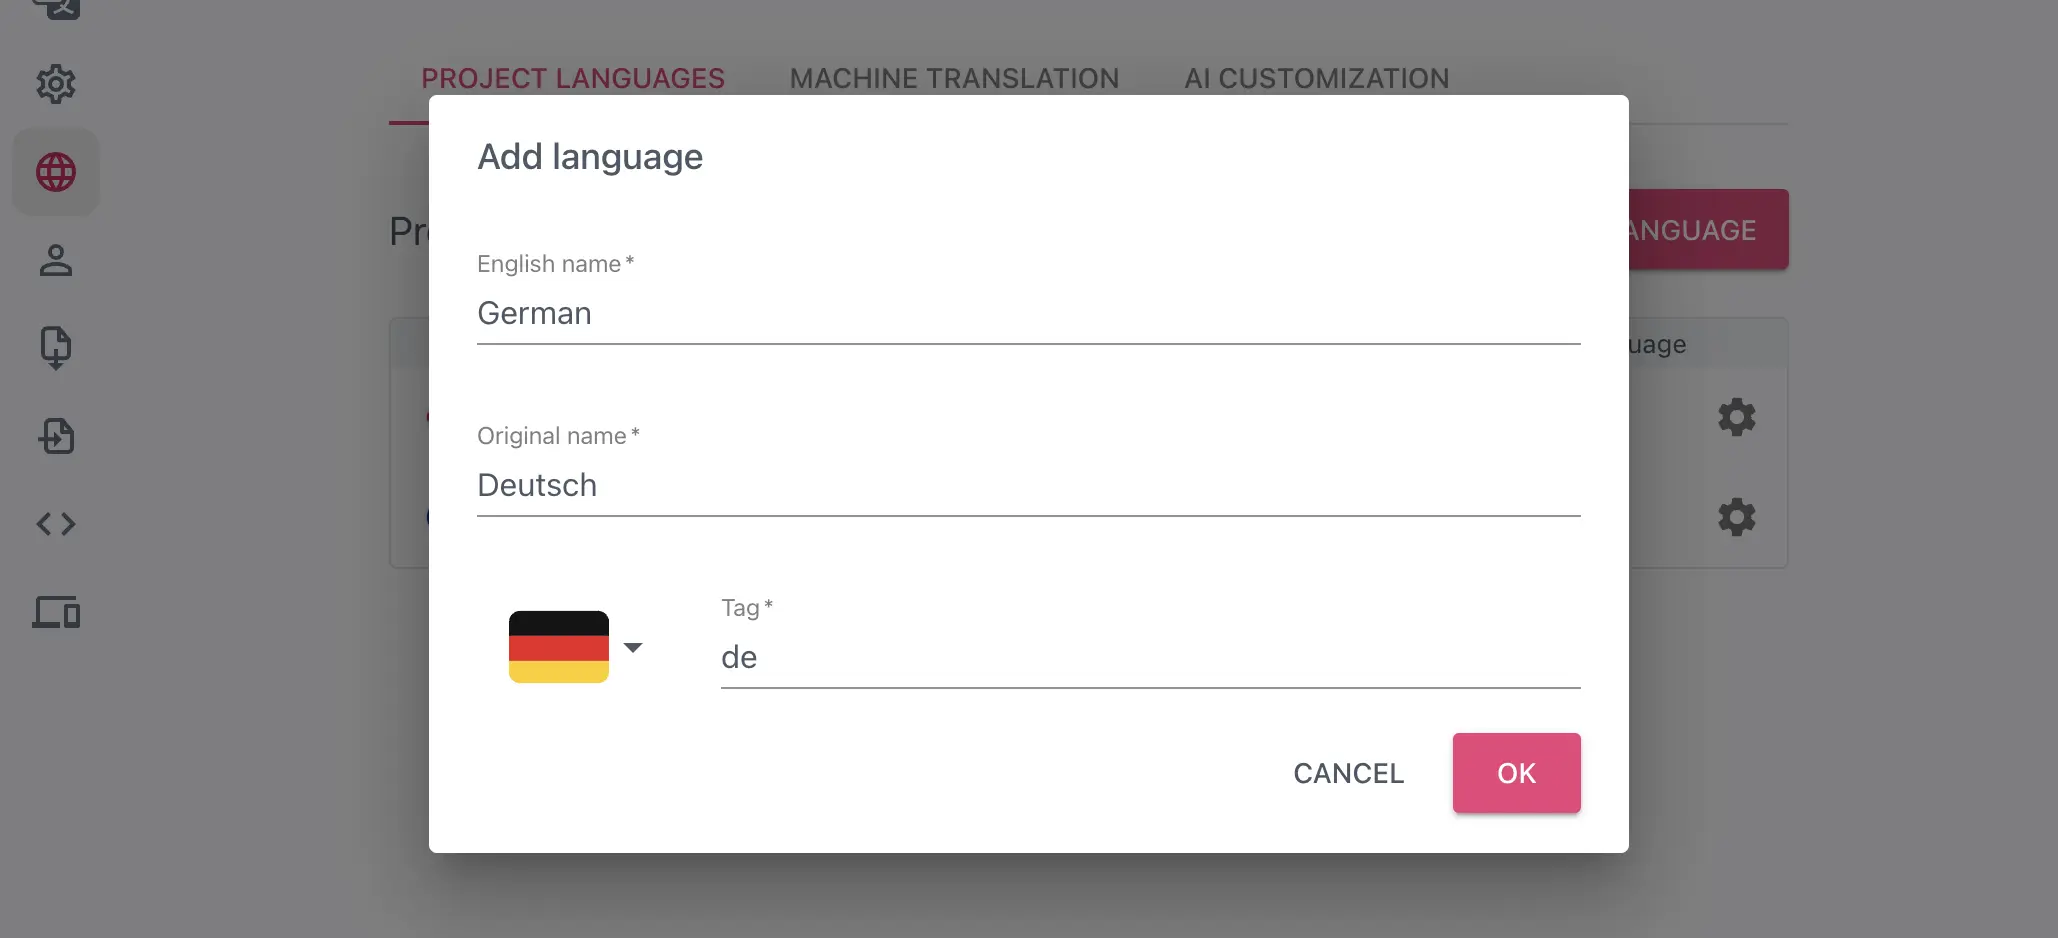 PROJECT LANGUAGES MACHINE TRANSLATION AI CUSTOMIZATION
Add language
ANGUAGE
English name *
German
uage
Original name *
Deutsch
Tag *
de
CANCEL OK